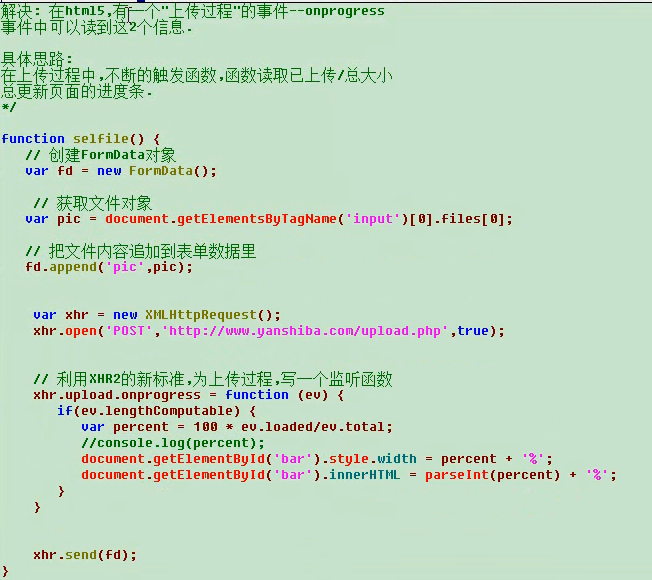 解决: 在html5,有一个"上传过程"的事件--onprogress
事件中可以读到这2个信息.
具体思路:
在上传过程中,不断的触发函数,函数读取已上传/总大小
总更新页面的进度条.
*/
function selfile() {
// 创建FormData对象
var fd = new FormData();
// 获取文件对象
var pic = document.getElementsByTagName('input')[0].files[0];
// 把文件内容追加到表单数据里
fd.append('pic',pic);
var xhr = new XMLHttpRequest();
xhr.open('POST','http://www.yanshiba.com/upload.php',true);
// 利用XHR2的新标准,为上传过程,写一个监听函数
xhr.upload.onprogress = function (ev) {
if(ev.lengthComputable) {
var percent = 100 * ev.loaded/ev.total;
//console.log(percent);
document.getElementById('bar').style.width = percent + '%';
document.getElementById('bar').innerHTML = parseInt(percent) + '%';
}
}
xhr.send(fd);
}